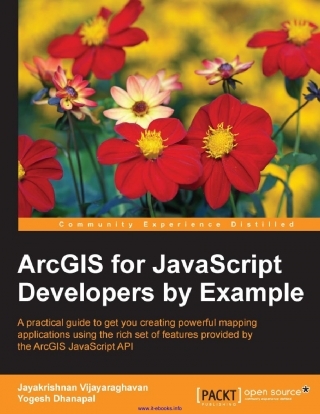 Community Experience Distilled
ArcGIS for JavaScript
Developers by Example
A practical guide to get you creating powerful mapping
applications using the rich set of features provided by
the ArcGIS JavaScript API
Jayakrishnan Vijayaraghavan
Yogesh Dhanapal
[PACKT] open source*
PUBLISHING
www.it-ebooks.info